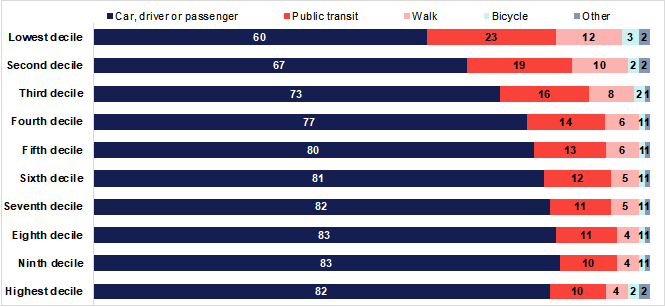 Car, driver or passenger Public transit Walk Bicycle Other
Lowest decile 60 23 12 3 2
Second decile 67 19 10 2 2
Third decile 73 16 8 2 1
Fourth decile 77 14 6 1 1
Fifth decile 80 13 6 1 1
Sixth decile 81 12 5 1 1
Seventh decile 82 11 5 1 1
Eighth decile 83 11 4 1 1
Ninth decile 83 10 4 1 1
Highest decile 82 10 4 2 2